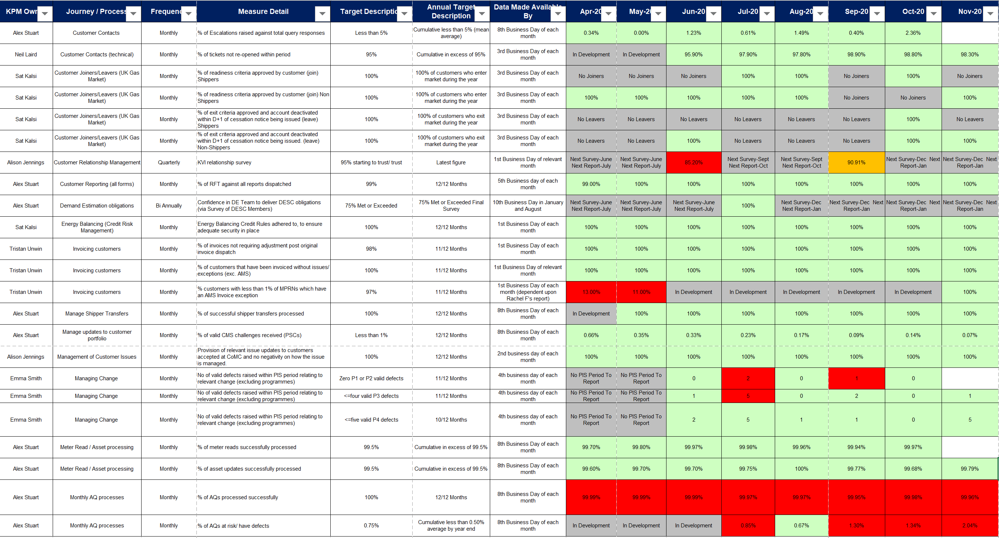 KPM Own
Journey / Process
Frequenc
Measure Detail
Target Descriptio
Annual Target
Description
Data Made Available
By
Apr-20
May-20
Jun-20
Jul-20
Aug-20
Sep-20
Oct-20
Nov-20
Alex Stuart
Customer Contacts
Monthly
% of Escalations raised against total query responses
Less than 5%
Cumulative less than 5% (mean
average)
8th Business Day of each
month
0.34%
0.00%
1.23%
0.61%
1.49%
0.40%
2.36%
Neil Laird
Customer Contacts (technical)
Monthly
% of tickets not re-opened within period
95%
Cumulative in excess of 95%
3rd Business Day of each
month
In Development
In Development
95.90%
97.90%
97.80%
98.90%
98.80%
98.30%
Sat Kalsi
Customer Joiners/Leavers (UK Gas
Market)
Monthly
% of readiness criteria approved by customer (join)
Shippers
100%
100% of customers who enter
market during the year
3rd Business Day of each
month
No Joiners
No Joiners
No Joiners
100%
100%
No Joiners
100%
No Joiners
Sat Kalsi
Customer Joiners/Leavers (UK Gas
Market)
Monthly
% of readiness criteria approved by customer (join) Non
Shippers
100%
100% of customers who enter
market during the year
3rd Business Day of each
month
100%
100%
100%
100%
100%
No Joiners
No Joiners
100%
Sat Kalsi
Customer Joiners/Leavers (UK Gas
Market)
Monthly
% of exit criteria approved and account deactivated
within D+1 of cessation notice being issued (leave)
Shippers
100%
100% of customers who exit
market during the year
3rd Business Day of each
month
No Leavers
No Leavers
No Leavers
No Leavers
No Leavers
No Leavers
100%
No Leavers
Sat Kalsi
Customer Joiners/Leavers (UK Gas
Market)
Monthly
% of exit criteria approved and account deactivated
within D+1 of cessation notice being issued. (leave)
Non-Shippers
100%
100% of customers who exit
market during the year
3rd Business Day of each
month
No Leavers
No Leavers
100%
No Leavers
No Leavers
No Leavers
100%
100%
Alison Jennings
Customer Relationship Management
Quarterly
KVI relationship survey
95% starting to trust/ trust
Latest figure
1st Business Day of relevant
month
Next Survey-June
Next Report-July
Next Survey-June
Next Report-July
85.20%
Next Survey-Sept
Next Report-Oct
Next Survey-Sept
Next Report-Oct
90.91%
Next Survey-Dec Next
Report-Jan
Next Survey-Dec Next
Report-Jan
Alex Stuart
Customer Reporting (all forms)
Monthly
% of RFT against all reports dispatched
99%
12/12 Months
5th Business day of each
month
99.00%
100%
100%
100%
100%
100%
100%
100%
Alex Stuart
Demand Estimation obligations
Bi Annually
Confidence in DE Team to deliver DESC obligations
(via Survey of DESC Members)
75% Met or Exceeded
75% Met or Exceeded Final
Survey
10th Business Day in January
and August
Next Survey-June
Next Report-July
Next Survey-June
Next Report-July
Next Survey-June
Next Report-July
100%
Next Survey-Dec
Next Report-Jan
Next Survey-Dec Next
Report-Jan
Next Survey-Dec Next
Report-Jan
Next Survey-Dec Next
Report-Jan
Sat Kalsi
Energy Balancing (Credit Risk
Management)
Monthly
Energy Balancing Credit Rules adhered to, to ensure
adequate security in place
100%
12/12 Months
1st Business Day of each
month
100%
100%
100%
100%
100%
100%
100%
100%
Tristan Unwin
Invoicing customers
Monthly
% of invoices not requiring adjustment post original
invoice dispatch
98%
11/12 Months
1st Business Day of each
month
100%
100%
100%
100%
100%
100%
100%
100%
Tristan Unwin
Invoicing customers
Monthly
% of customers that have been invoiced without issues/
exceptions (exc. AMS)
100%
11/12 Months
1st Business Day of relevant
month
100%
100%
100%
100%
100%
100%
100%
100%
Tristan Unwin
Invoicing customers
Monthly
% customers with less than 1% of MPRNs which have
an AMS Invoice exception
97%
11/12 Months
1st Business Day of each
month (dependent upon
Rachel F's report)
13.00%
11.00%
In Development
In Development
In Development
In Development
In Development
100%
Alex Stuart
Manage Shipper Transfers
Monthly
% of successful shipper transfers processed
100%
12/12 Months
8th Business Day of each
month
In Development
100%
100%
100%
100%
100%
100%
100%
Alex Stuart
Manage updates to customer
portfolio
Monthly
% of valid CMS challenges received (PSCs)
Less than 1%
12/12 Months
8th Business Day of each
month
0.66%
0.35%
0.33%
0.23%
0.17%
0.09%
0.14%
0.07%
Alison Jennings
Management of Customer Issues
Monthly
Provision of relevant issue updates to customers
accepted at CoMC and no negativity on how the issue
is managed.
100%
12/12 Months
2nd business day of each
month
100%
100%
100%
100%
100%
100%
100%
100%
Emma Smith
Managing Change
Monthly
No of valid defects raised within PIS period relating to
relevant change (excluding programmes)
Zero P1 or P2 valid defects
11/12 Months
4th business day of each
month
No PIS Period To
Report
No PIS Period To
Report
0
2
0
1
0
Emma Smith
Managing Change
Monthly
No of valid defects raised within PIS period relating to
relevant change (excluding programmes)
<=four valid P3 defects
11/12 Months
4th business day of each
month
No PIS Period To
Report
No PIS Period To
Report
1
5
0
2
0
1
Emma Smith
Managing Change
Monthly
No of valid defects raised within PIS period relating to
relevant change (excluding programmes)
<=five valid P4 defects
10/12 Months
4th business day of each
month
No PIS Period To
Report
No PIS Period To
Report
2
5
1
1
0
5
Alex Stuart
Meter Read / Asset processing
Monthly
% of meter reads successfully processed
99.5%
Cumulative in excess of 99.5%
8th Business Day of each
month
99.70%
99.80%
99.97%
99.98%
99.96%
99.94%
99.97%
Alex Stuart
Meter Read / Asset processing
Monthly
% of asset updates successfully processed
99.5%
Cumulative in excess of 99.5%
8th Business Day of each
month
99.60%
99.70%
99.70%
99.75%
100%
99.77%
99.68%
99.79%
Alex Stuart
Monthly AQ processes
Monthly
% of AQs processed successfully
100%
12/12 Months
8th Business Day of each
month
99.99%
99.99%
99.99%
99.97%
99.97%
99.95%
99.98%
99.96%
Alex Stuart
Monthly AQ processes
Monthly
% of AQs at risk/ have defects
0.75%
Cumulative less than 0.50%
average by year end
8th Business Day of each
month
In Development
In Development
In Development
0.85%
0.67%
1.30%
1.34%
2.04%